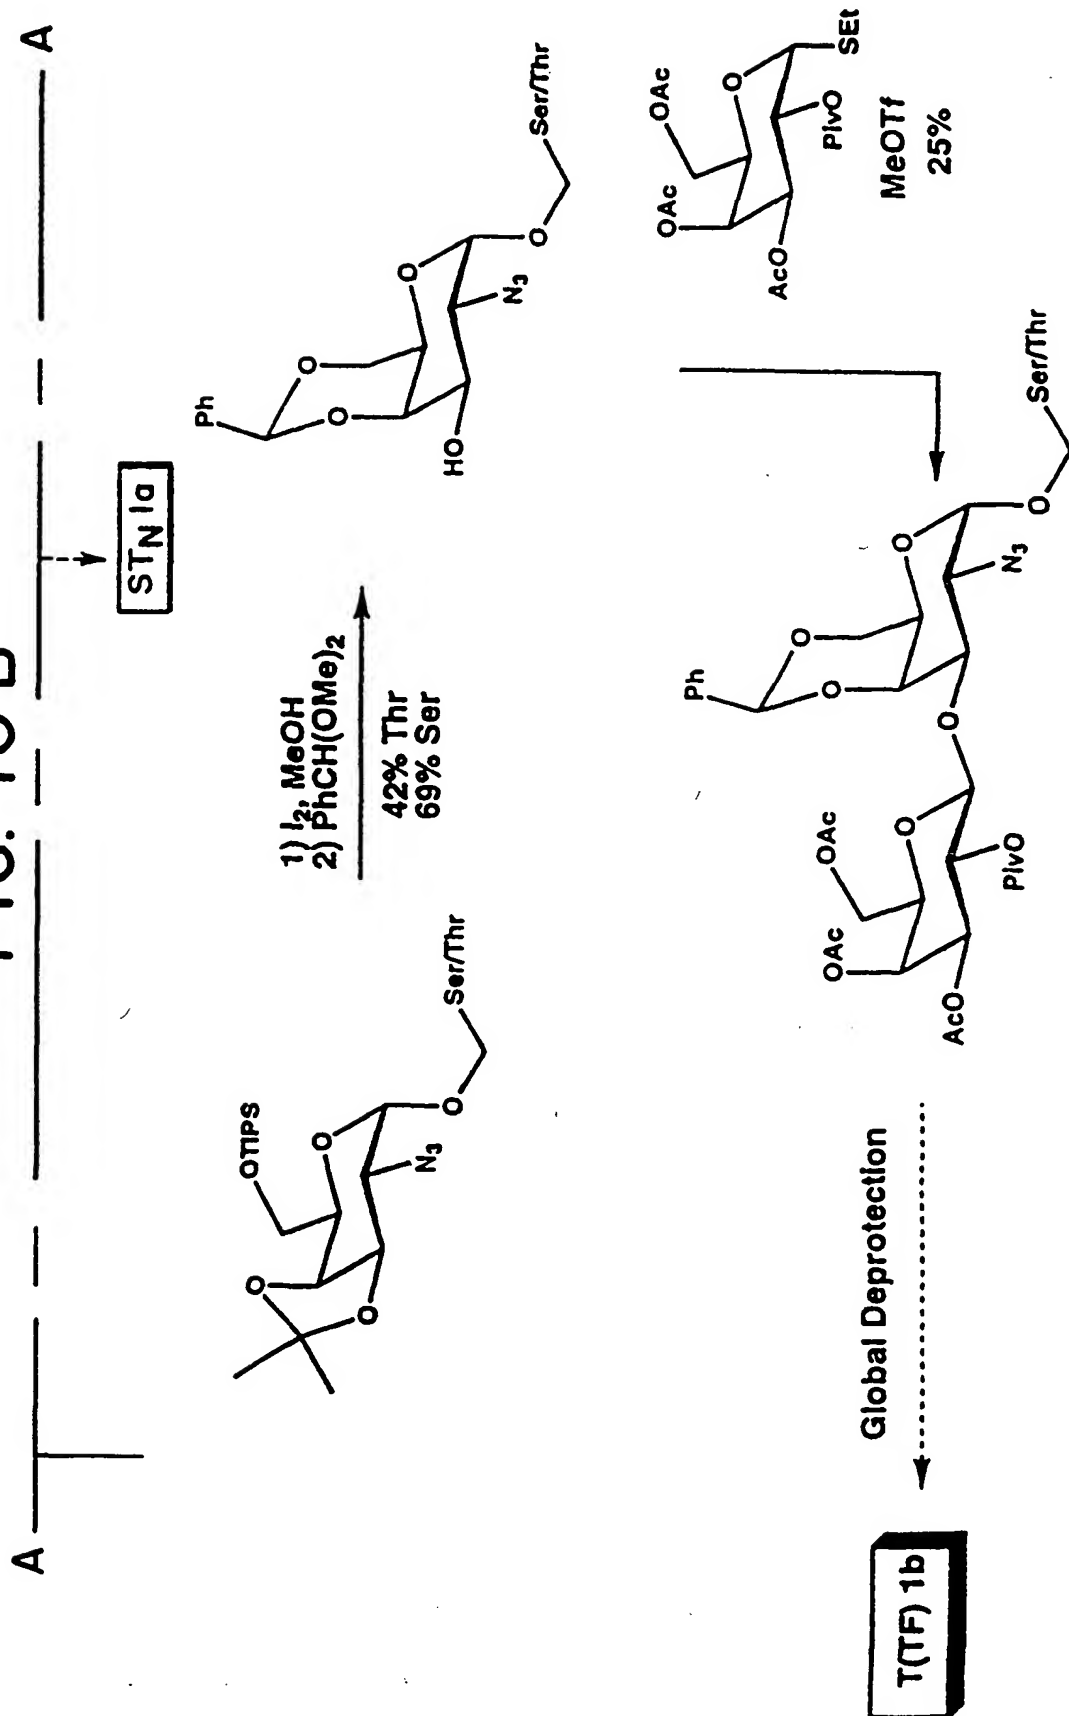 A A
STN 1a
OTIPS
O
O
O
N3
O
Ser/Thr
1) I2, MeOH
2) PhCH(OMe)2
42% Thr
69% Ser
Ph
O
O
O
HO
N3
O
Ser/Thr
OAc
OAc
O
AcO
PivO
SEt
MeOTf
25%
Ph
O
O
O
OAc
OAc
O
O
AcO
PivO
N3
O
Ser/Thr
Global Deprotection
T(TF) 1b